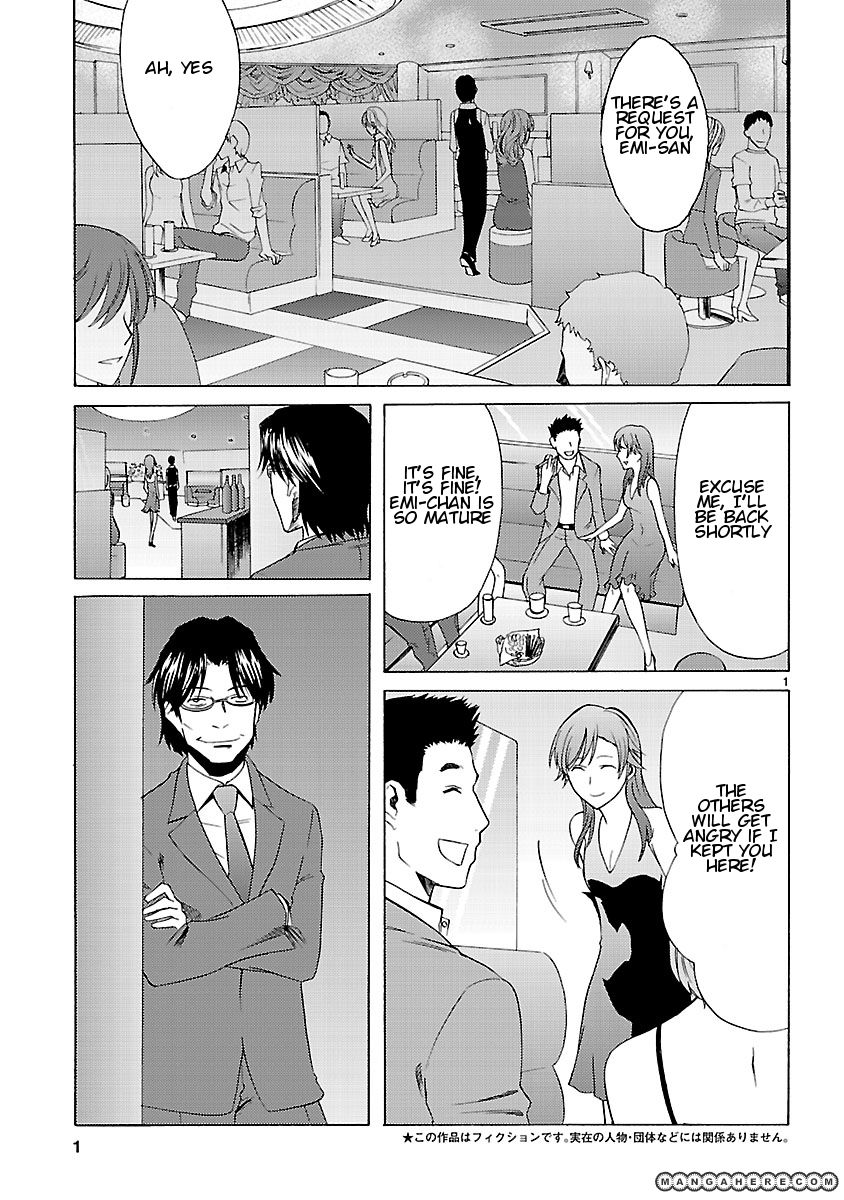 THERE'S A
REQUEST
FOR YOU,
EMI-SAN
AH, YES
EXCUSE
ME, I'LL
BE BACK
SHORTLY
IT'S FINE,
IT'S FINE!
EMI-CHAN IS
SO MATURE
1
THE
OTHERS
WILL GET
ANGRY IF I
KEPT YOU
HERE!
★この作品はフィクションです。実在の人物・団体などには関係ありません。
1
MANGAHERE.COM